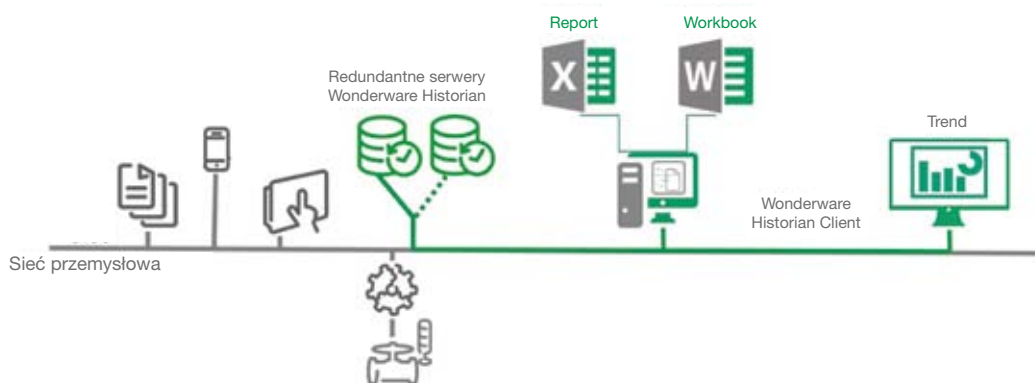 Report
Workbook
X
W
Redundantne serwery
Wonderware Historian
Trend
Wonderware
Historian Client
Sieć przemysłowa